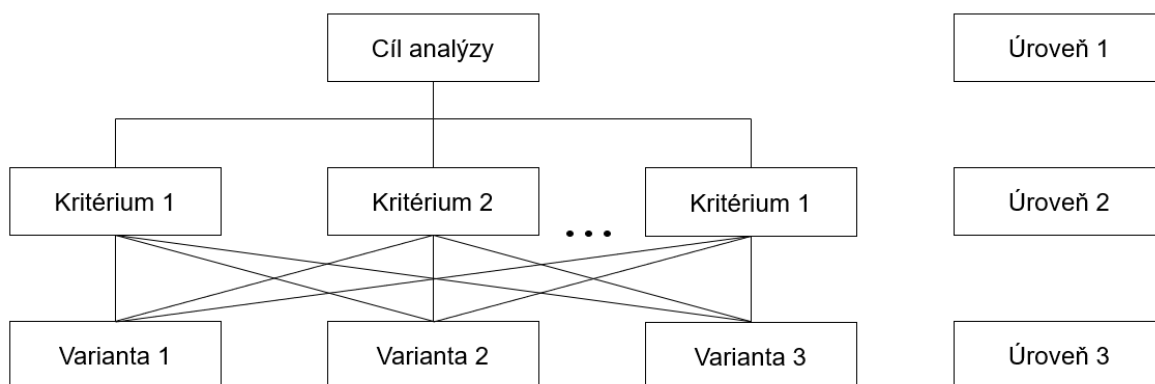 Cíl analýzy
Úroveň 1
Kritérium 1
Kritérium 2
...
Kritérium 1
Úroveň 2
Varianta 1
Varianta 2
Varianta 3
Úroveň 3